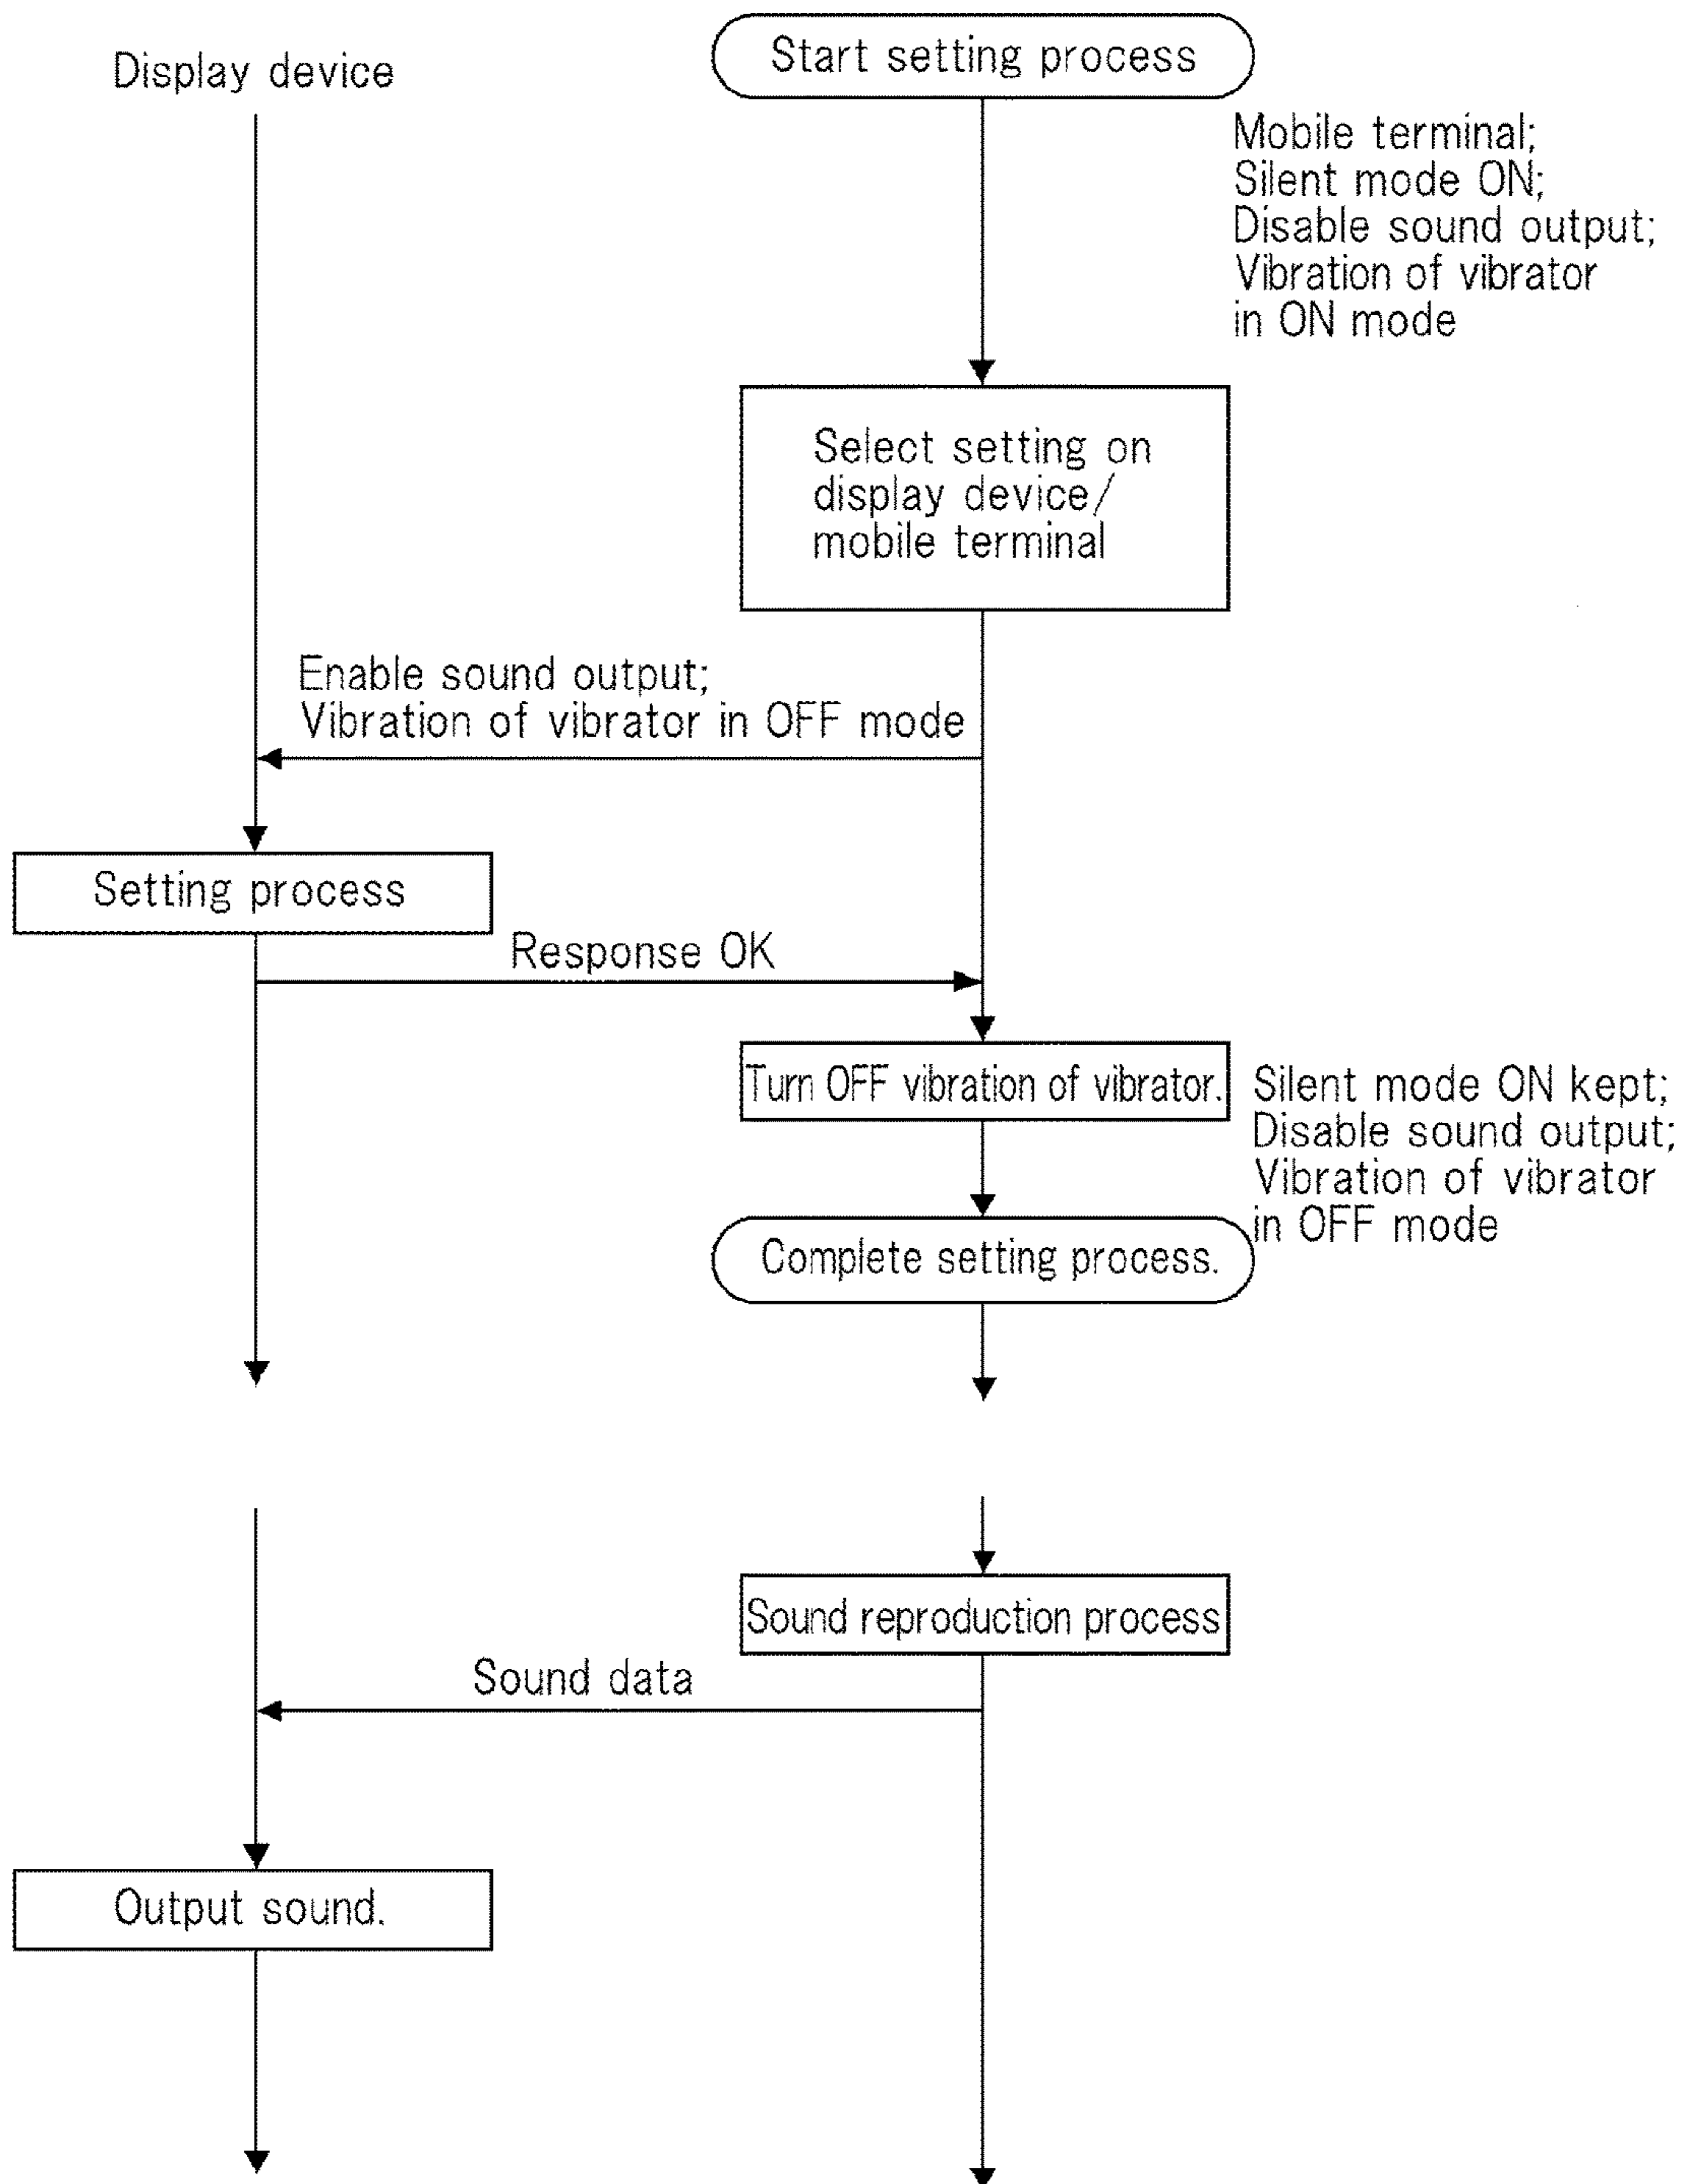 Display device
Start setting process
Mobile terminal;
Silent mode ON;
Disable sound output;
Vibration of vibrator
in ON mode
Select setting on
display device/
mobile terminal
Enable sound output;
Vibration of vibrator in OFF mode
Setting process
Response OK
Turn OFF vibration of vibrator.
Silent mode ON kept;
Disable sound output;
Vibration of vibrator
in OFF mode
Complete setting process.
Sound reproduction process
Sound data
Output sound.